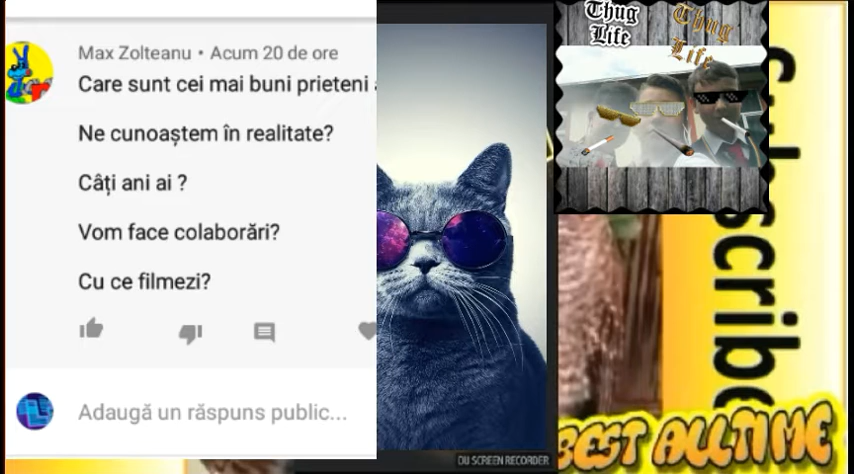 Max Zolteanu • Acum 20 de ore
Care sunt cei mai buni prieteni
Ne cunoaștem în realitate?
Câți ani ai ?
Vom face colaborări?
Cu ce filmezi?
Adaugă un răspuns public...
DU SCREEN RECORDER
Thug
Life
Thug
Life
Subscribe
BEST ALLTIME